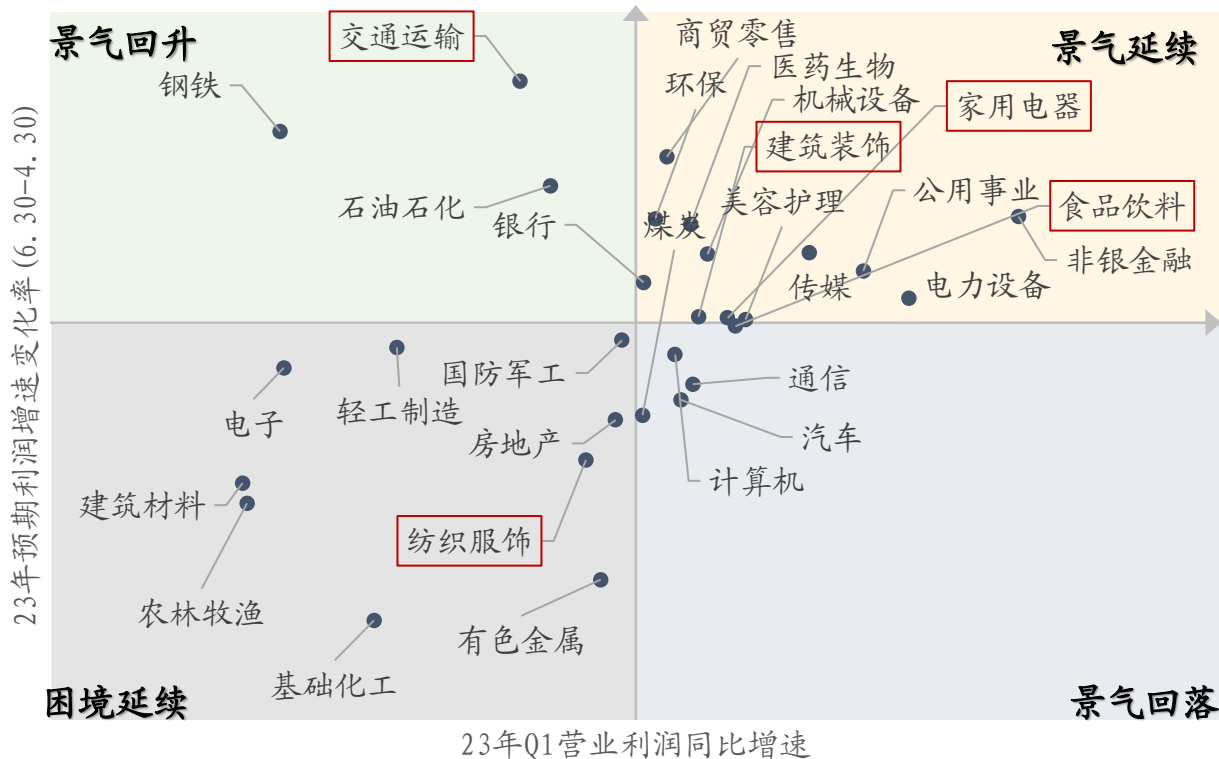 景气回升
交通运输
商贸零售
景气延续
钢铁
环保
医药生物
机械设备
家用电器
建筑装饰
石油石化
银行
煤炭
美容护理
公用事业
食品饮料
传媒
电力设备
非银金融
23年预期利润增速变化率(6.30-4.30)
国防军工
通信
电子
轻工制造
房地产
汽车
建筑材料
计算机
纺织服饰
农林牧渔
有色金属
基础化工
困境延续
景气回落
23年Q1营业利润同比增速